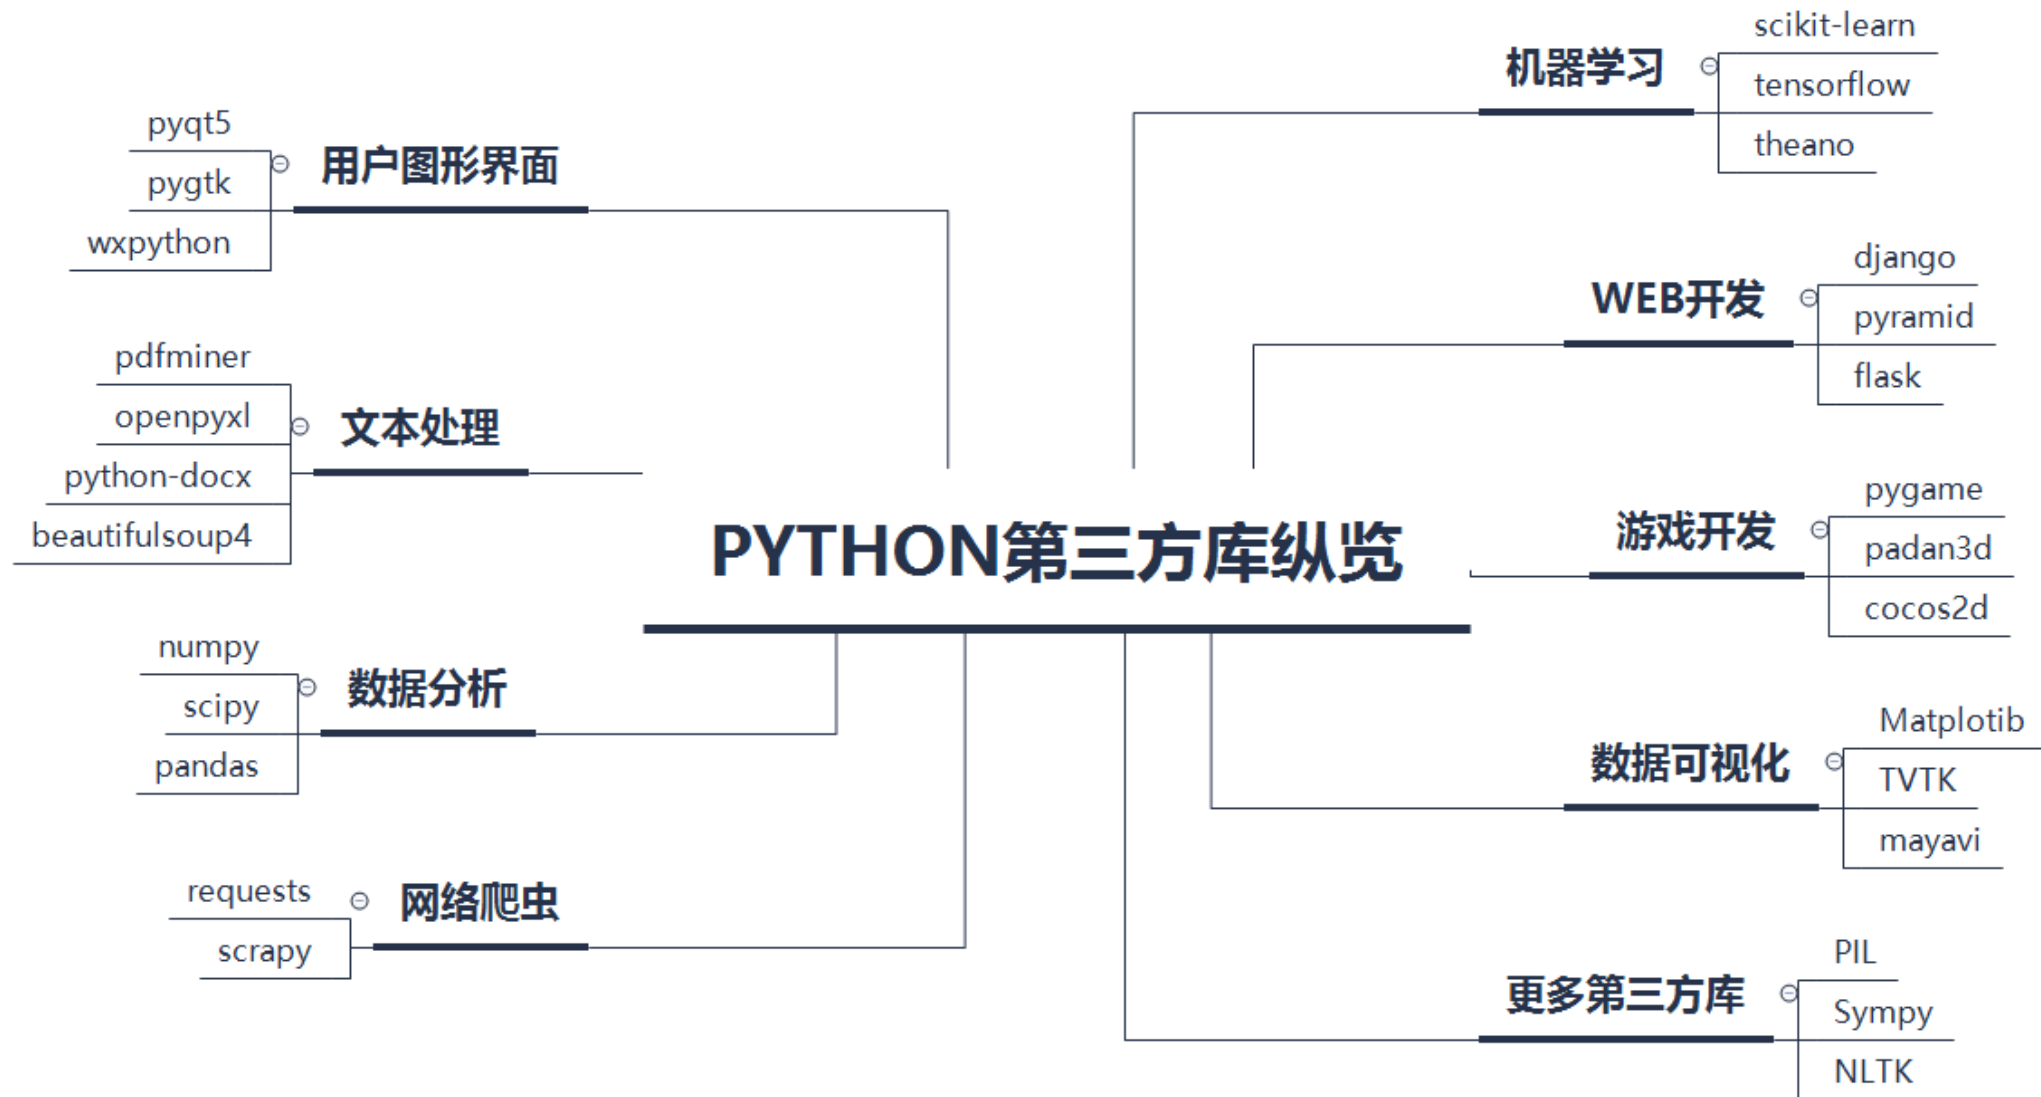 PYTHON第三方库纵览
用户图形界面
pyqt5
pygtk
wxpython
文本处理
pdfminer
openpyxl
python-docx
beautifulsoup4
数据分析
numpy
scipy
pandas
网络爬虫
requests
scrapy
机器学习
scikit-learn
tensorflow
theano
WEB开发
django
pyramid
flask
游戏开发
pygame
padan3d
cocos2d
数据可视化
Matplotib
TVTK
mayavi
更多第三方库
PIL
Sympy
NLTK